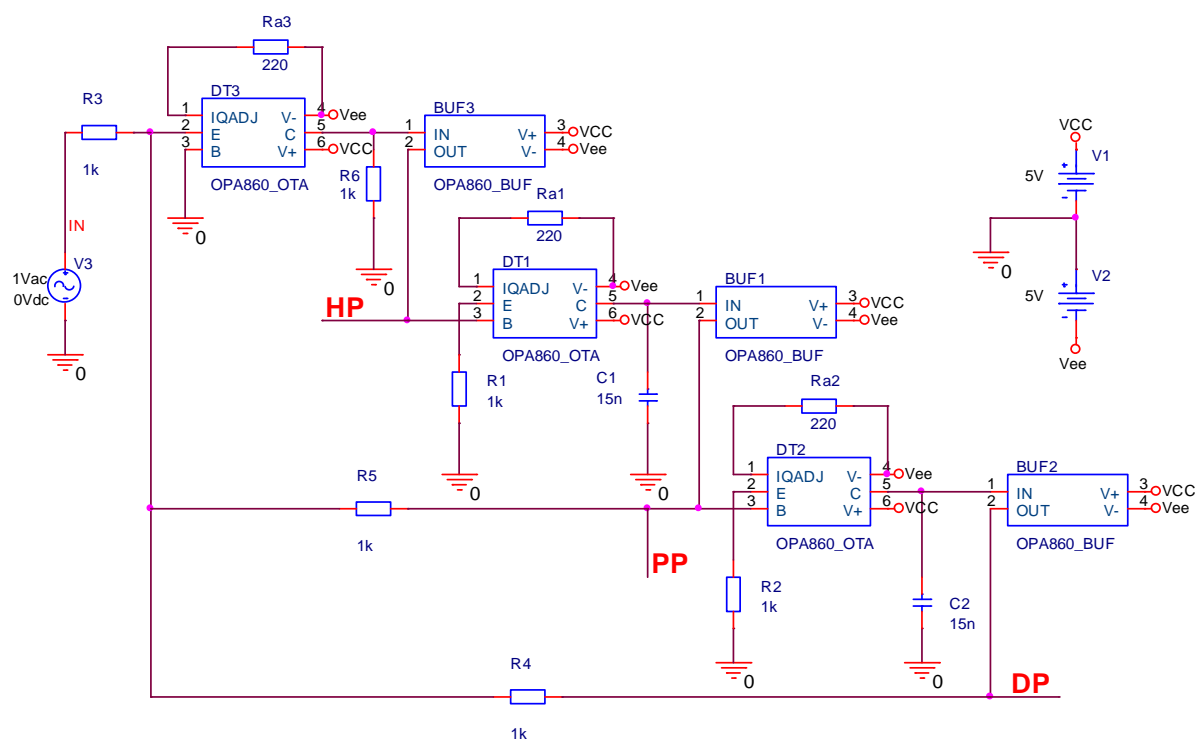 Ra3
220
DT3
R3
1k
1 IQADJ V- 4 Vee
2 E C 5
3 B V+ 6 VCC
OPA860_OTA
0
BUF3
1 IN V+ 3 VCC
2 OUT V- 4 Vee
OPA860_BUF
R6
1k
0
IN
V3
1Vac
0Vdc
0
HP
Ra1
220
DT1
1 IQADJ V- 4 Vee
2 E C 5
3 B V+ 6 VCC
OPA860_OTA
R1
1k
0
C1
15n
0
BUF1
1 IN V+ 3 VCC
2 OUT V- 4 Vee
OPA860_BUF
VCC
V1
5V
0
V2
5V
Vee
Ra2
220
DT2
1 IQADJ V- 4 Vee
2 E C 5
3 B V+ 6 VCC
OPA860_OTA
R5
1k
PP
R2
1k
0
C2
15n
0
BUF2
1 IN V+ 3 VCC
2 OUT V- 4 Vee
OPA860_BUF
R4
1k
DP